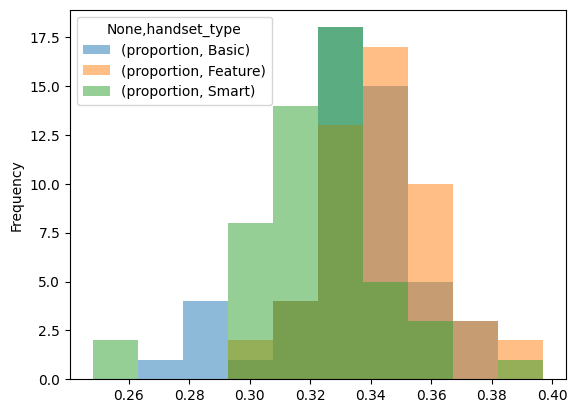 None,handset_type
(proportion, Basic)
(proportion, Feature)
(proportion, Smart)
Frequency
17.5
15.0
12.5
10.0
7.5
5.0
2.5
0.0
0.26 0.28 0.30 0.32 0.34 0.36 0.38 0.40